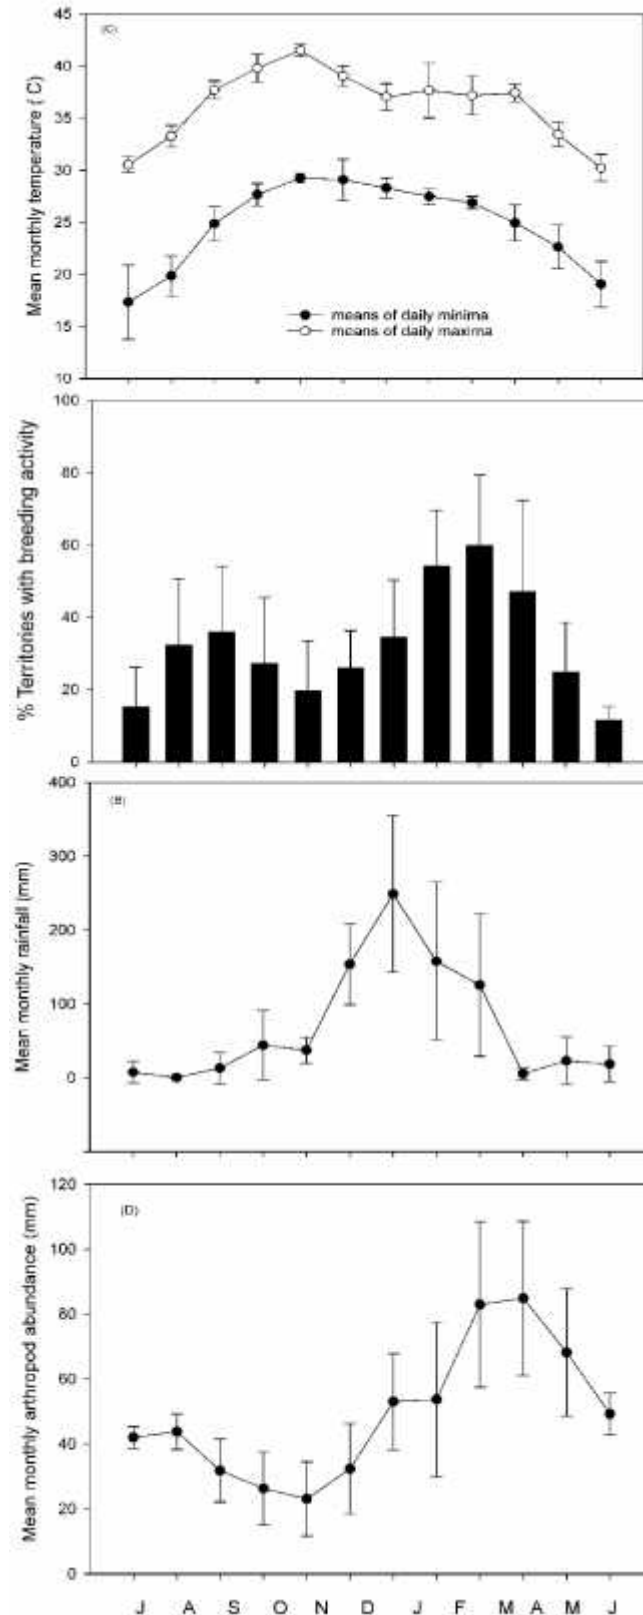 (C)
Mean monthly temperature ( C)
45
40
35
30
25
20
15
10
means of daily minima
means of daily maxima
% Territories with breeding activity
100
80
60
40
20
0
(B)
Mean monthly rainfall (mm)
400
300
200
100
0
(D)
Mean monthly arthropod abundance (mm)
120
100
80
60
40
20
0
J A S O N D J F M A M J